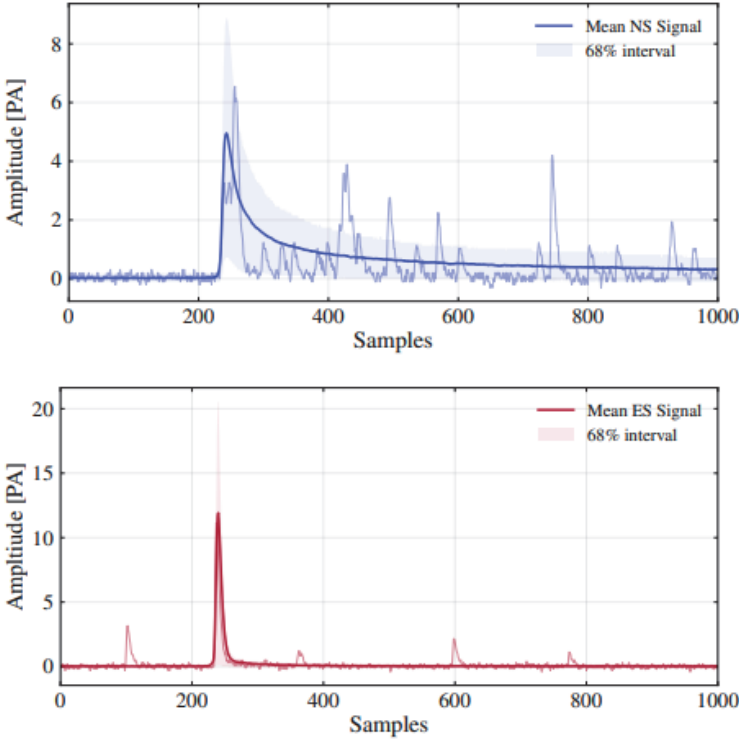 Mean NS Signal
68% interval
8
6
4
2
0
Amplitude [PA]
0 200 400 600 800 1000
Samples
Mean ES Signal
68% interval
20
15
10
5
0
Ampltiude [PA]
0 200 400 600 800 1000
Samples